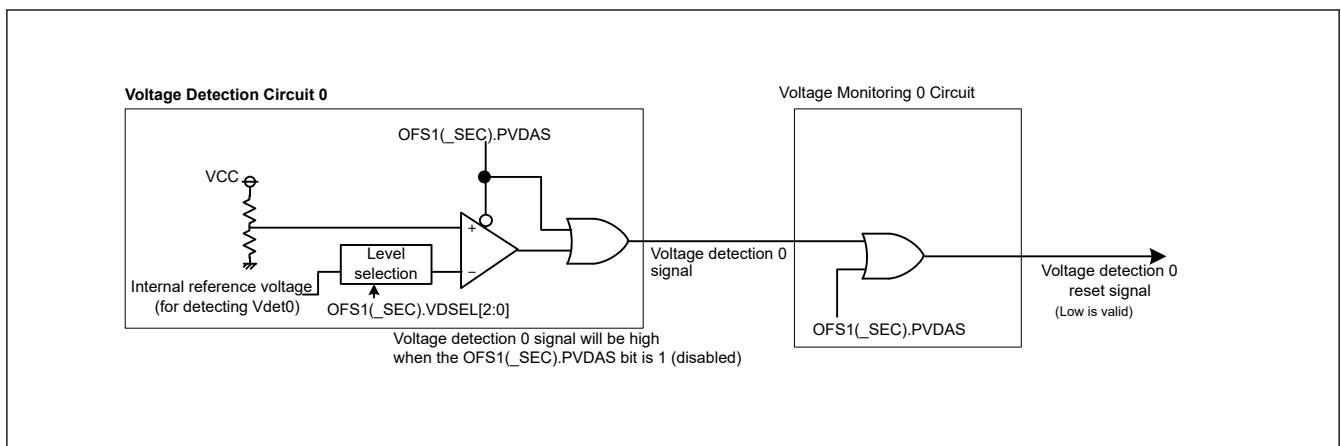 Voltage Detection Circuit 0
Voltage Monitoring 0 Circuit
OFS1(_SEC).PVDAS
VCC
+
Level
selection
−
Internal reference voltage
(for detecting Vdet0)
OFS1(_SEC).VDSEL[2:0]
Voltage detection 0
signal
Voltage detection 0 signal will be high
when the OFS1(_SEC).PVDAS bit is 1 (disabled)
OFS1(_SEC).PVDAS
Voltage detection 0
reset signal
(Low is valid)